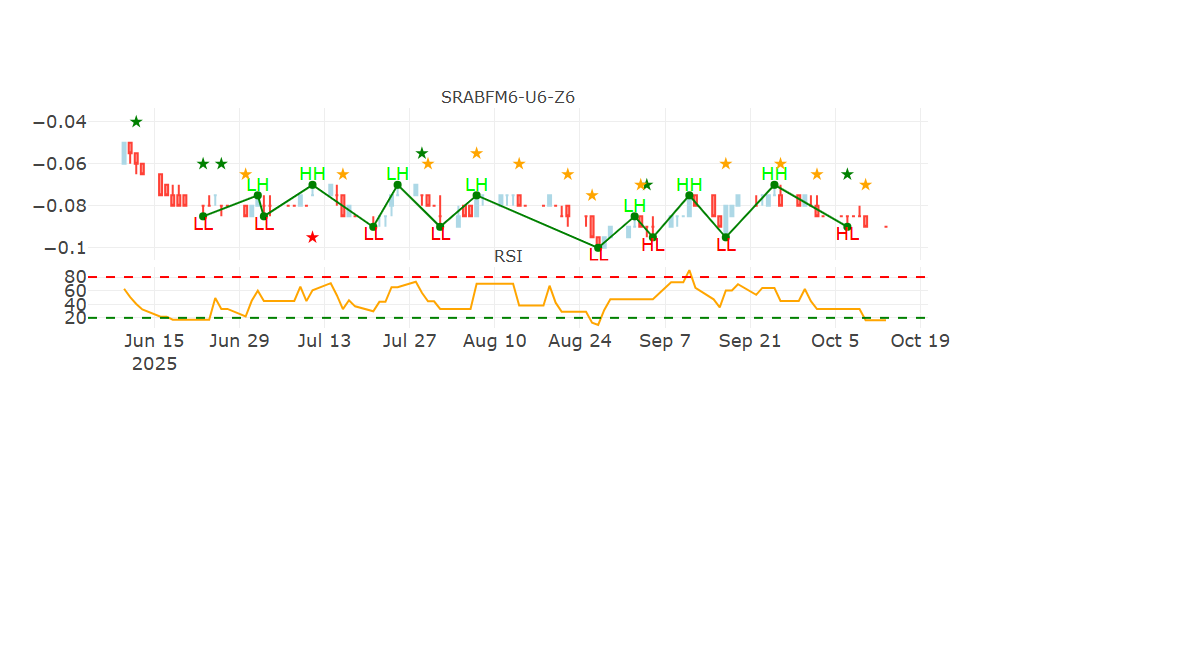 SRABFM6-U6-Z6
−0.04
−0.06
−0.08
−0.1
LH
HH
LH
LH
LH
HH
HH
LL
LL
LL
LL
LL
HL
LL
HL
RSI
80
60
40
20
Jun 15
2025
Jun 29
Jul 13
Jul 27
Aug 10
Aug 24
Sep 7
Sep 21
Oct 5
Oct 19